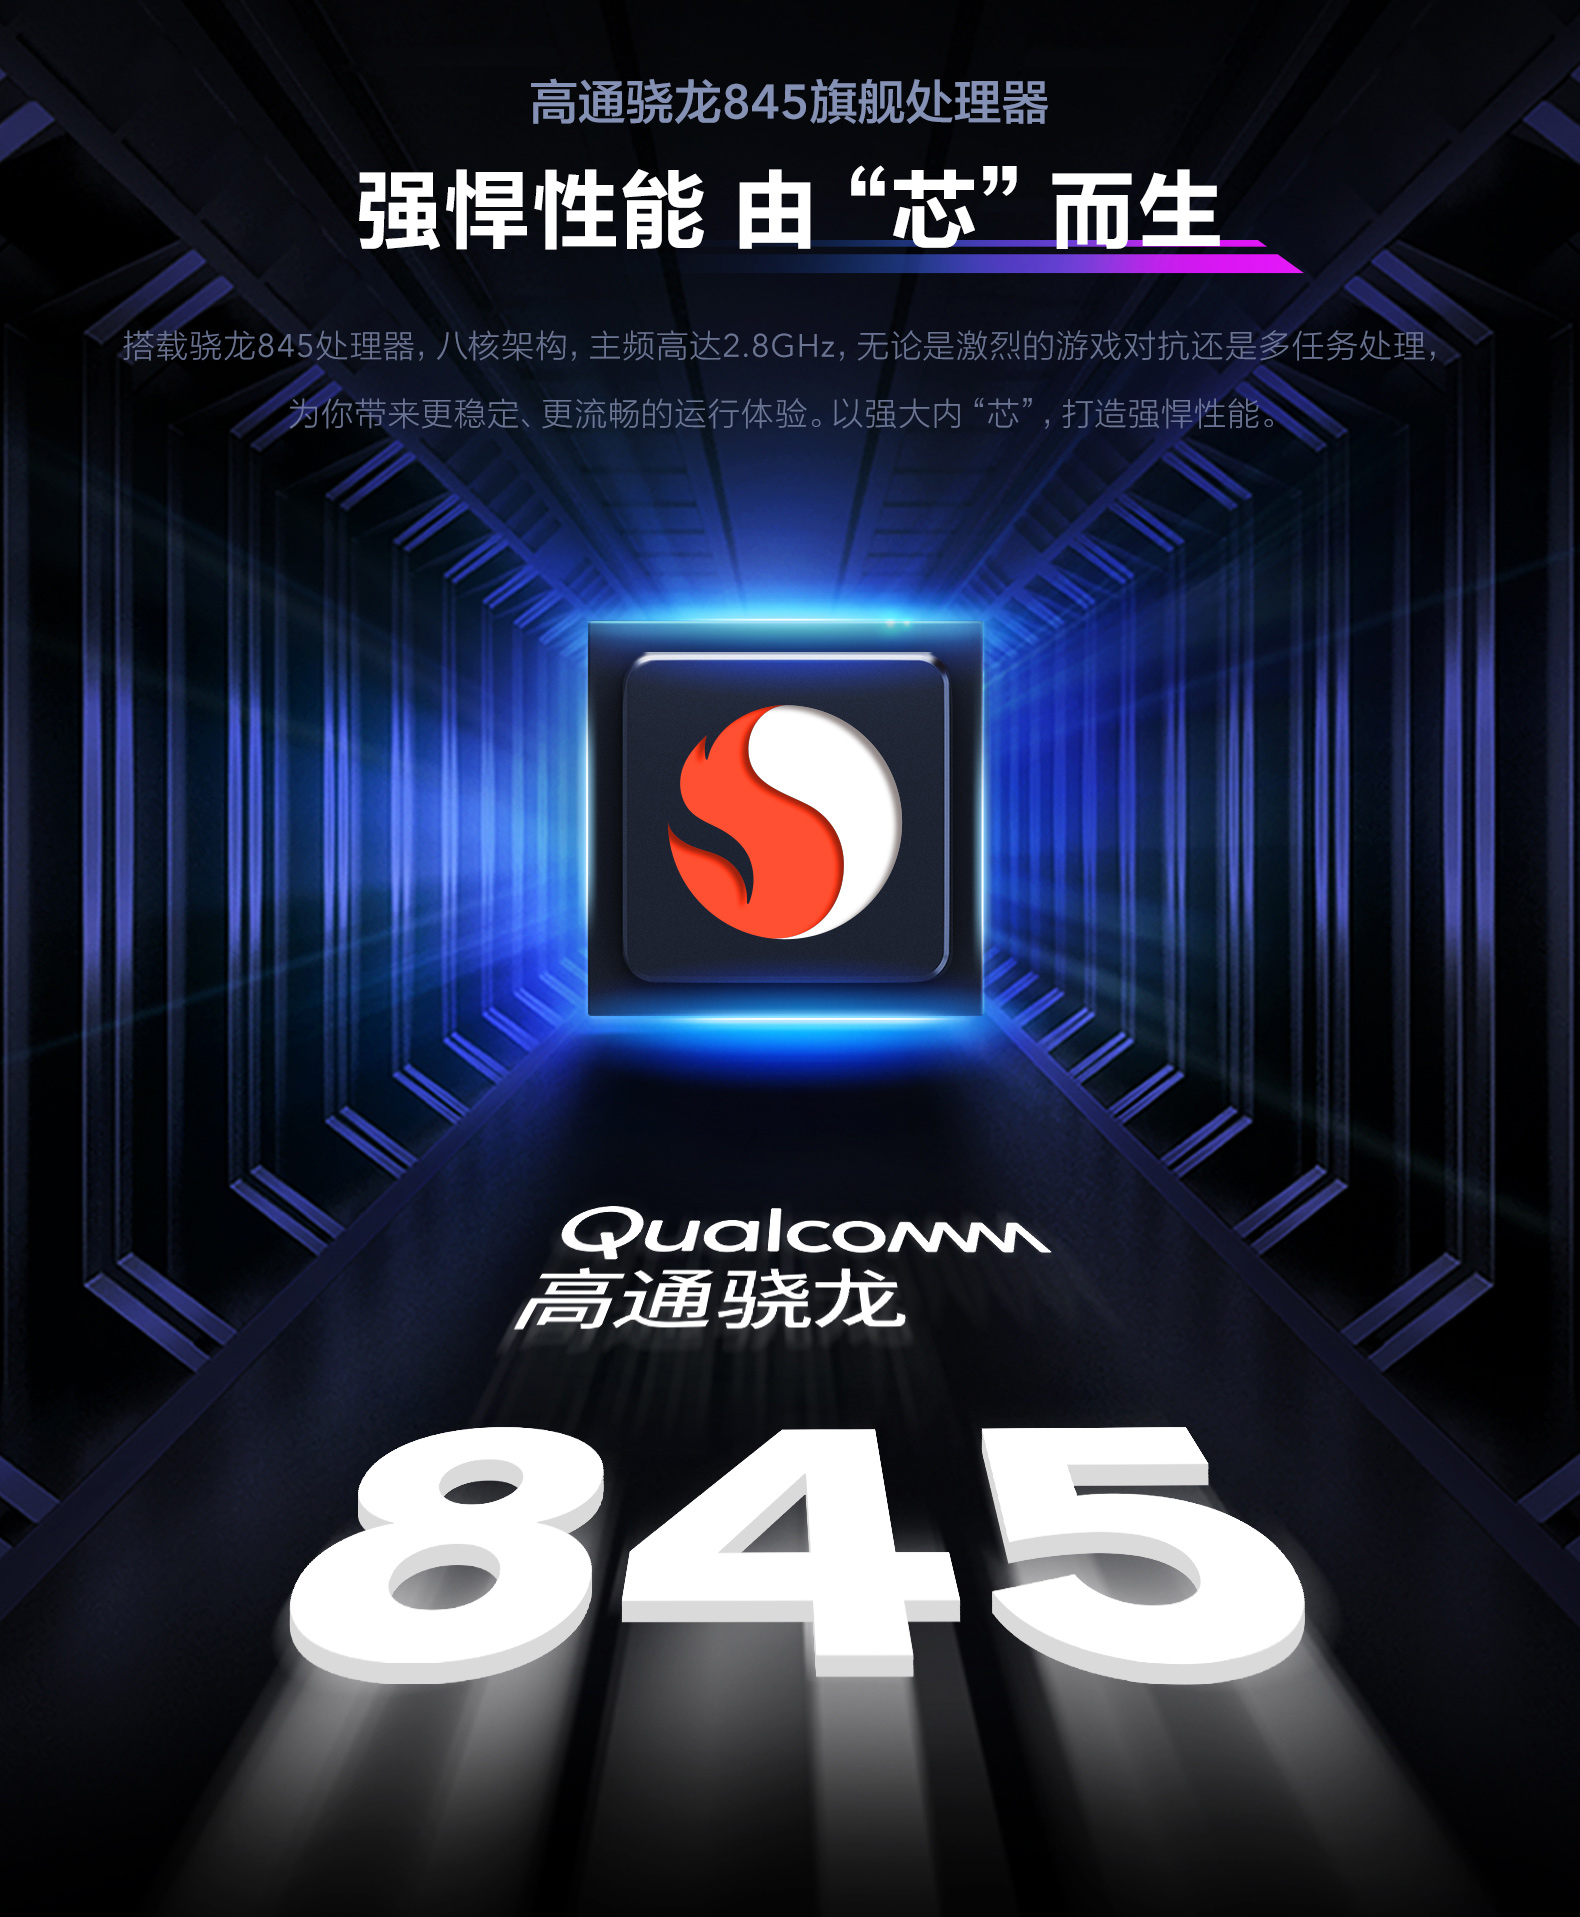 高通骁龙845旗舰处理器
强悍性能 由“芯”而生
搭载骁龙845处理器，八核架构，主频高达2.8GHz，无论是激烈的游戏对抗还是多任务处理，
为你带来更稳定、更流畅的运行体验。以强大内“芯”，打造强悍性能。
Qualcomm
高通骁龙
845